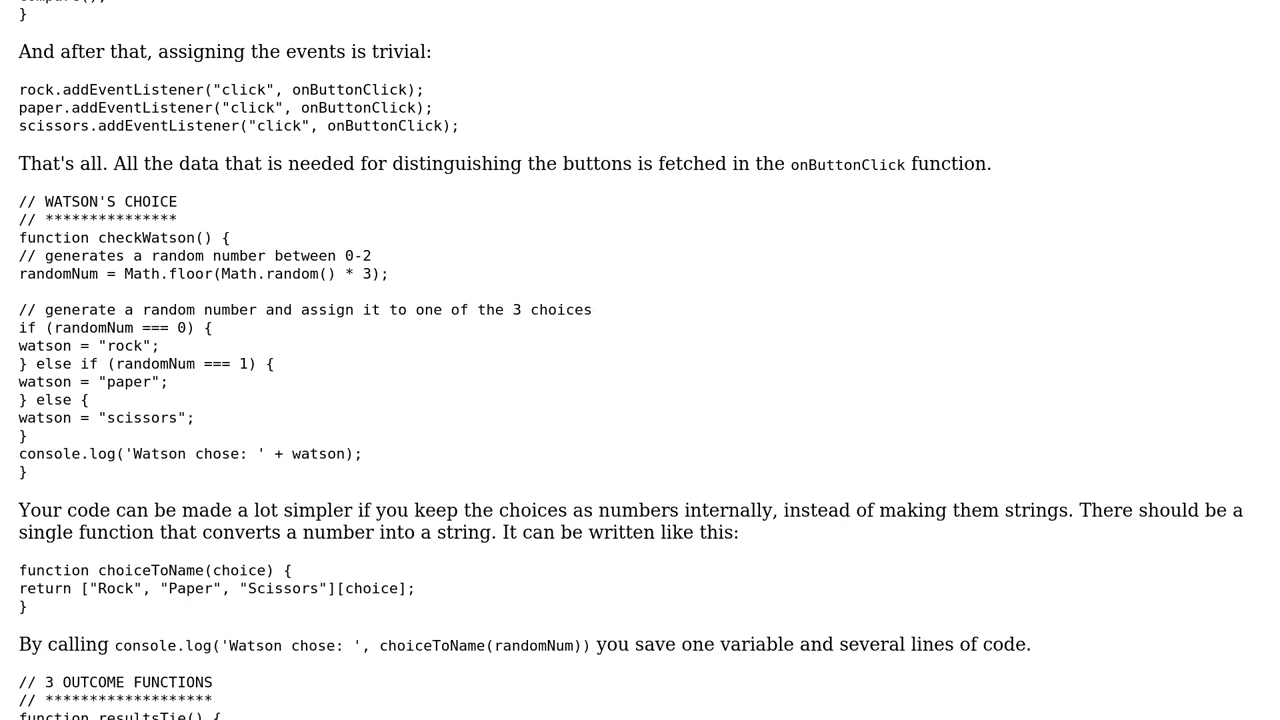 compare();
}
And after that, assigning the events is trivial:
rock.addEventListener("click", onButtonClick);
paper.addEventListener("click", onButtonClick);
scissors.addEventListener("click", onButtonClick);
That's all. All the data that is needed for distinguishing the buttons is fetched in the onButtonClick function.
// WATSON'S CHOICE
// ***************
function checkWatson() {
// generates a random number between 0-2
randomNum = Math.floor(Math.random() * 3);
// generate a random number and assign it to one of the 3 choices
if (randomNum === 0) {
watson = "rock";
} else if (randomNum === 1) {
watson = "paper";
} else {
watson = "scissors";
}
console.log('Watson chose: ' + watson);
}
Your code can be made a lot simpler if you keep the choices as numbers internally, instead of making them strings. There should be a
single function that converts a number into a string. It can be written like this:
function choiceToName(choice) {
return ["Rock", "Paper", "Scissors"][choice];
}
By calling console.log('Watson chose: ', choiceToName(randomNum)) you save one variable and several lines of code.
// 3 OUTCOME FUNCTIONS
// *******************
function resultsTie() {